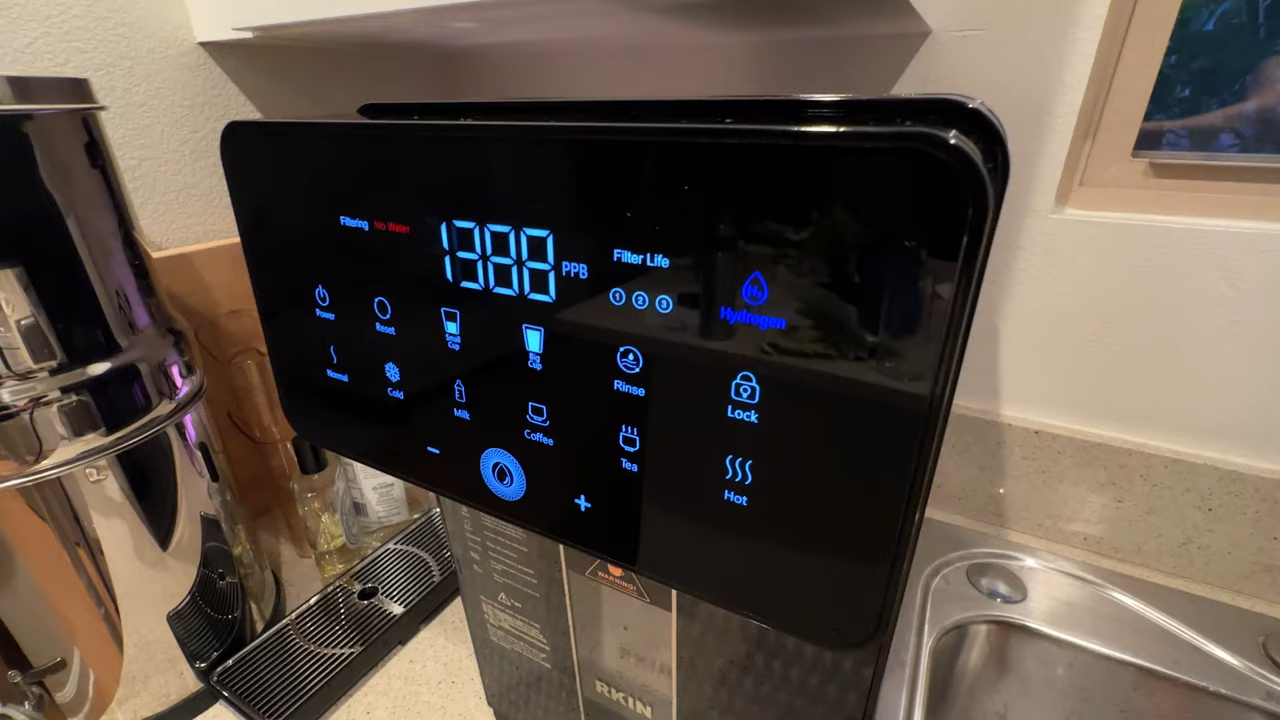 Filtering No Water
1388 PPB
Filter Life
1 2 3
H₂
Hydrogen
Power
Reset
Small
Cup
Big
Cup
Rinse
Lock
Normal
Cold
Milk
Coffee
Tea
Hot
−
+
WARNING!
RKIN